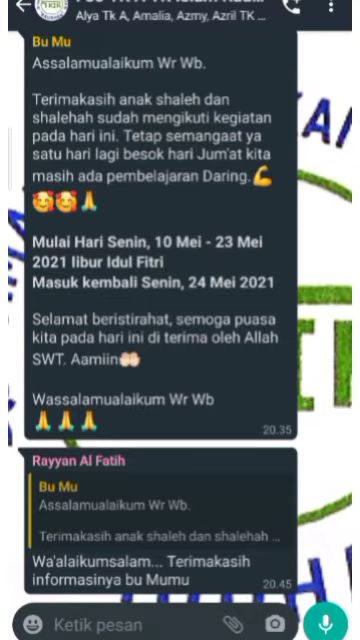 Alya Tk A, Amalia, Azmy, Azril TK ...
Bu Mu
Assalamualaikum Wr Wb.
Terimakasih anak shaleh dan
shalehah sudah mengikuti kegiatan
pada hari ini. Tetap semangaat ya
satu hari lagi besok hari Jum'at kita
masih ada pembelajaran Daring.💪
🥰🥰🙏
Mulai Hari Senin, 10 Mei - 23 Mei
2021 libur Idul Fitri
Masuk kembali Senin, 24 Mei 2021
Selamat beristirahat, semoga puasa
kita pada hari ini di terima oleh Allah
SWT. Aamiin🤲🏻
Wassalamualaikum Wr Wb
🙏🙏🙏
20.35
Rayyan Al Fatih
Bu Mu
Assalamualaikum Wr Wb.
Terimakasih anak shaleh dan shalehah ...
Wa'alaikumsalam... Terimakasih
informasinya bu Mumu
20.45
Ketik pesan